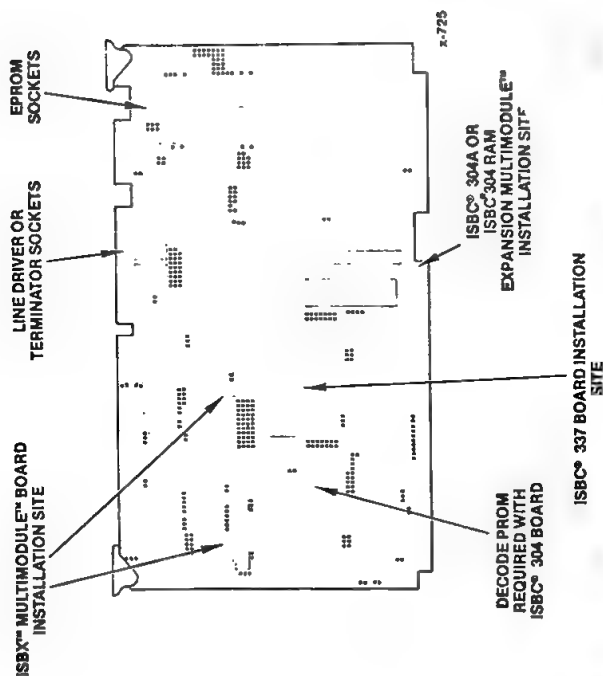 ISBX™ MULTIMODULE™ BOARD
INSTALLATION SITE
LINE DRIVER OR
TERMINATOR SOCKETS
EPROM
SOCKETS
DECODE PROM
REQUIRED WITH
ISBC® 304 BOARD
ISBC® 337 BOARD INSTALLATION
SITE
ISBC® 304A OR
ISBC® 304 RAM
EXPANSION MULTIMODULE™
INSTALLATION SITE
x-725